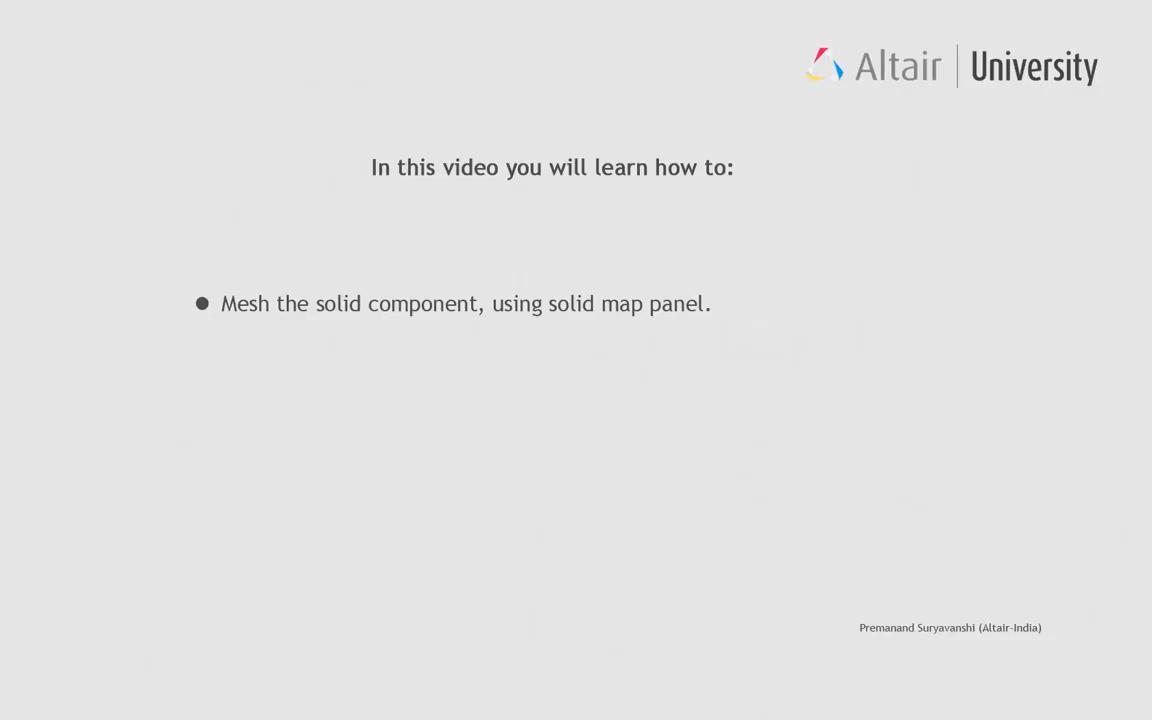 Altair | University
In this video you will learn how to:
● Mesh the solid component, using solid map panel.
Premanand Suryavanshi (Altair-India)